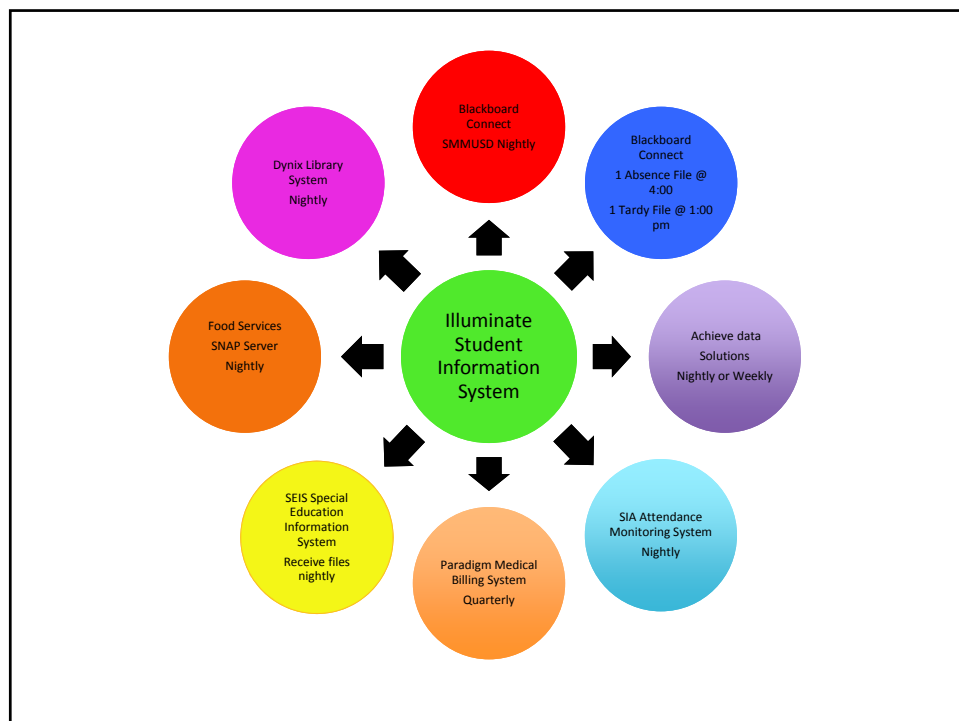 Blackboard
Connect
SMMUSD Nightly
Blackboard
Connect
1 Absence File @
4:00
1 Tardy File @ 1:00
pm
Achieve data
Solutions
Nightly or Weekly
SIA Attendance
Monitoring System
Nightly
Paradigm Medical
Billing System
Quarterly
SEIS Special
Education
Information
System
Receive files
nightly
Food Services
SNAP Server
Nightly
Dynix Library
System
Nightly
Illuminate
Student
Information
System